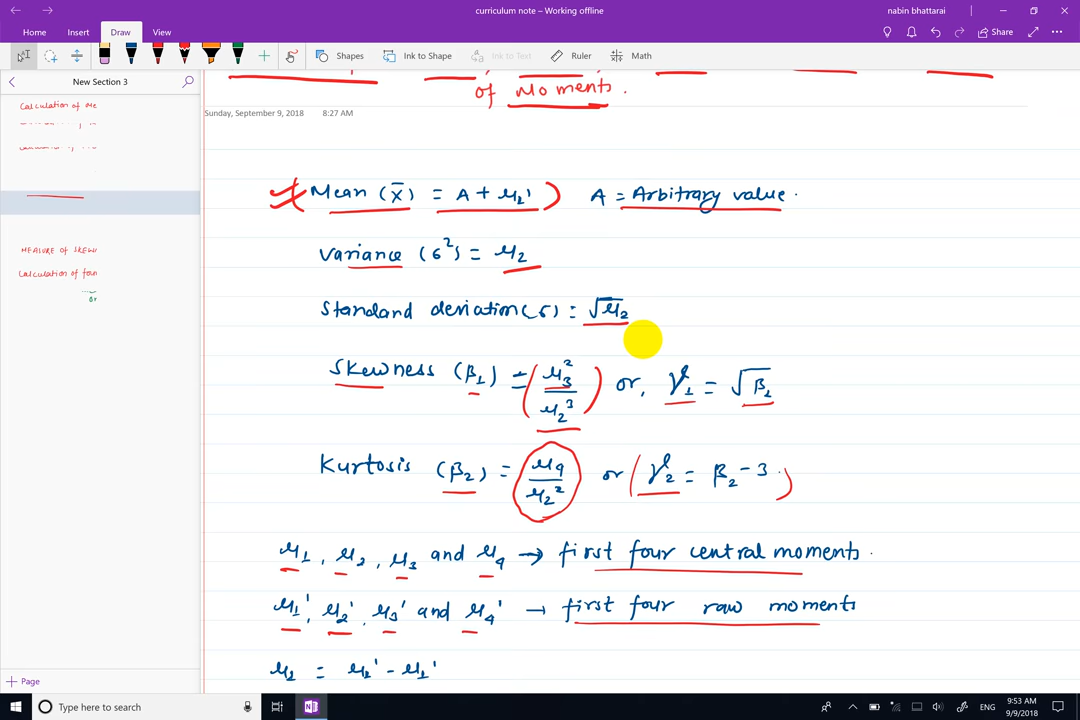 curriculum note – Working offline
nabin bhattarai
Home Insert Draw View
Share
Shapes Ink to Shape Ink to Text Ruler Math
New Section 3
Calculation of Me
MEASURE of SKEW
Calculation of four
or
of Moments.
Sunday, September 9, 2018 8:27 AM
Mean (x̄) = A + μ₁') A = Arbitrary value.
Variance (σ²) = μ₂
Standard deviation (σ) = √μ₂
Skewness (β₁) = (μ₃²/μ₂³) or, γ₁ = √β₁
Kurtosis (β₂) = μ₄/μ₂² or (γ₂ = β₂ - 3.)
μ₁, μ₂, μ₃ and μ₄ → first four central moments.
μ₁', μ₂', μ₃' and μ₄' → first four raw moments
μ₁ = μ₁' - μ₁'
+ Page
Type here to search
9:53 AM
9/9/2018